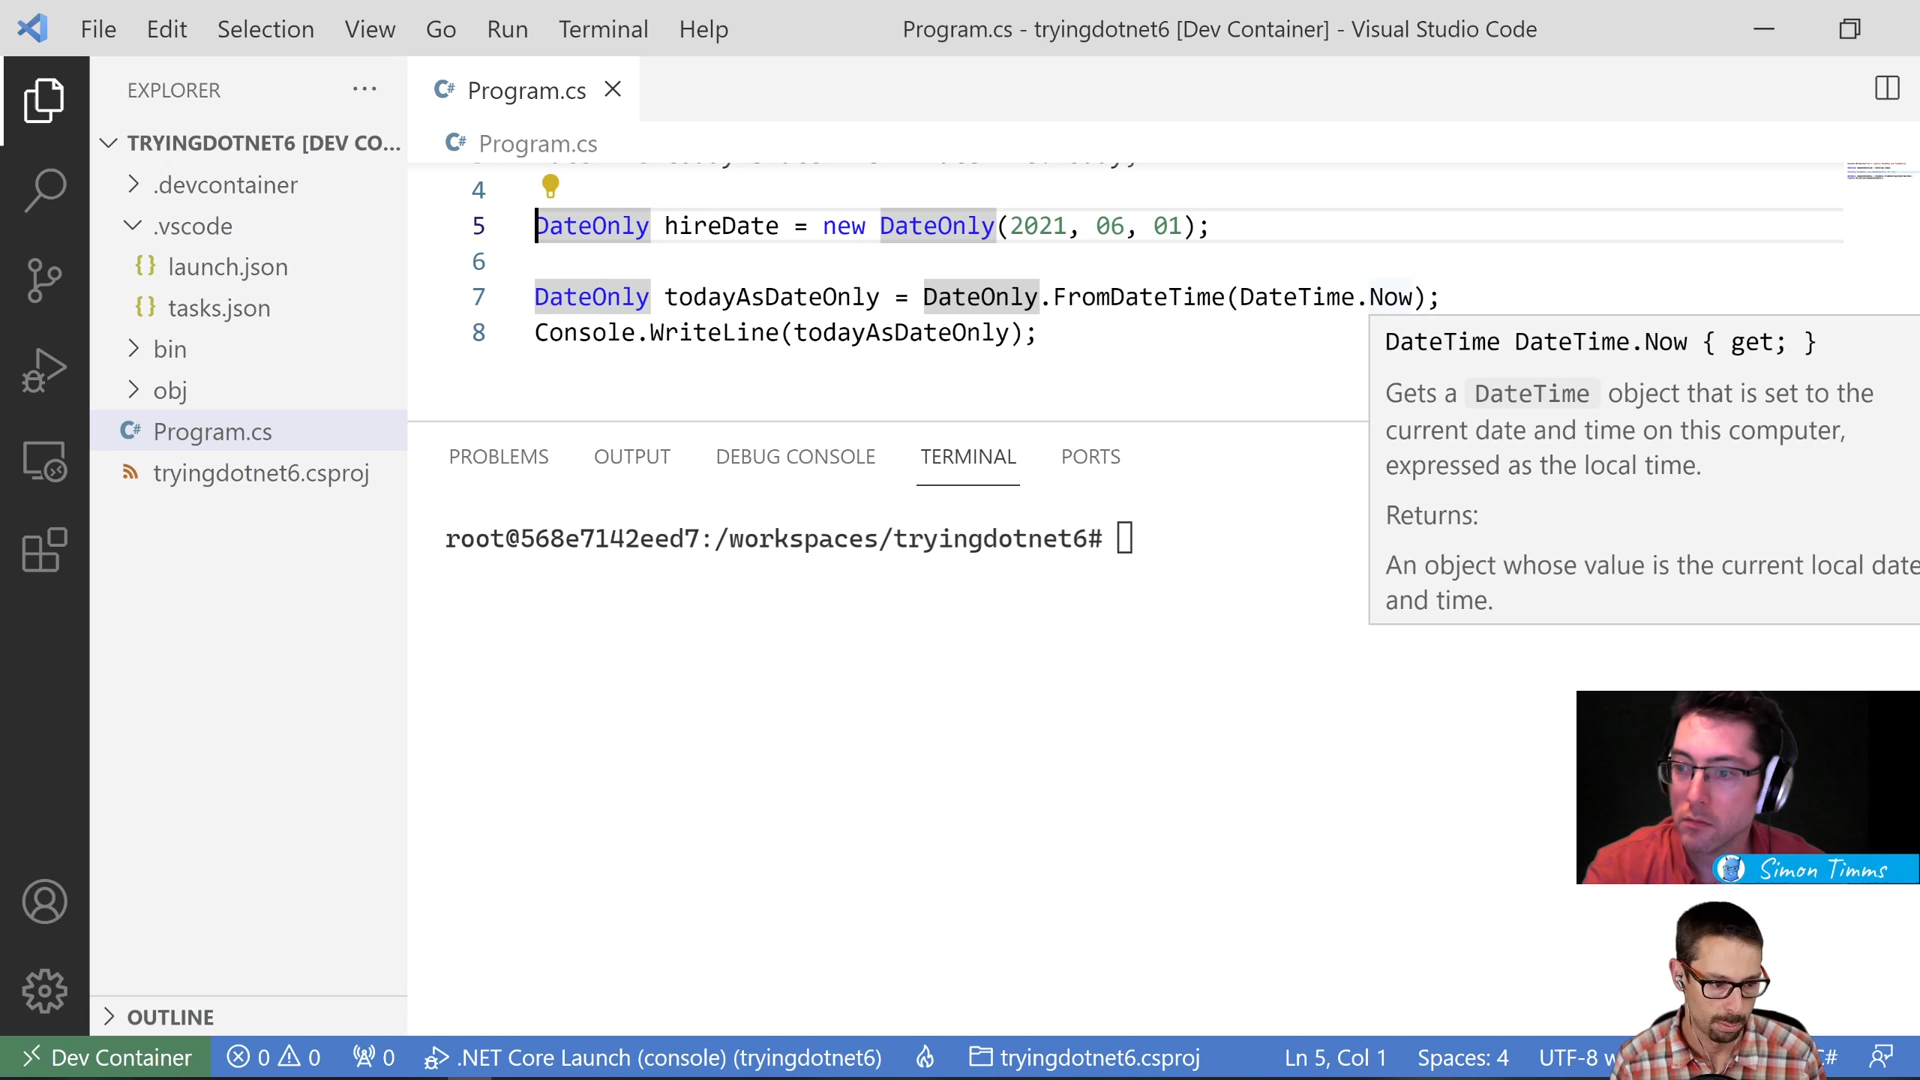 File Edit Selection View Go Run Terminal Help
Program.cs - tryingdotnet6 [Dev Container] - Visual Studio Code
EXPLORER ...
TRYINGDOTNET6 [DEV CO...
.devcontainer
.vscode
{} launch.json
{} tasks.json
bin
obj
C# Program.cs
tryingdotnet6.csproj
OUTLINE
C# Program.cs
C# Program.cs
4
5 DateOnly hireDate = new DateOnly(2021, 06, 01);
6
7 DateOnly todayAsDateOnly = DateOnly.FromDateTime(DateTime.Now);
8 Console.WriteLine(todayAsDateOnly);
DateTime DateTime.Now { get; }
Gets a DateTime object that is set to the
current date and time on this computer,
expressed as the local time.
Returns:
An object whose value is the current local date
and time.
PROBLEMS OUTPUT DEBUG CONSOLE TERMINAL PORTS
root@568e7142eed7:/workspaces/tryingdotnet6#
Simon Timms
Dev Container 0 0 0 .NET Core Launch (console) (tryingdotnet6) tryingdotnet6.csproj Ln 5, Col 1 Spaces: 4 UTF-8